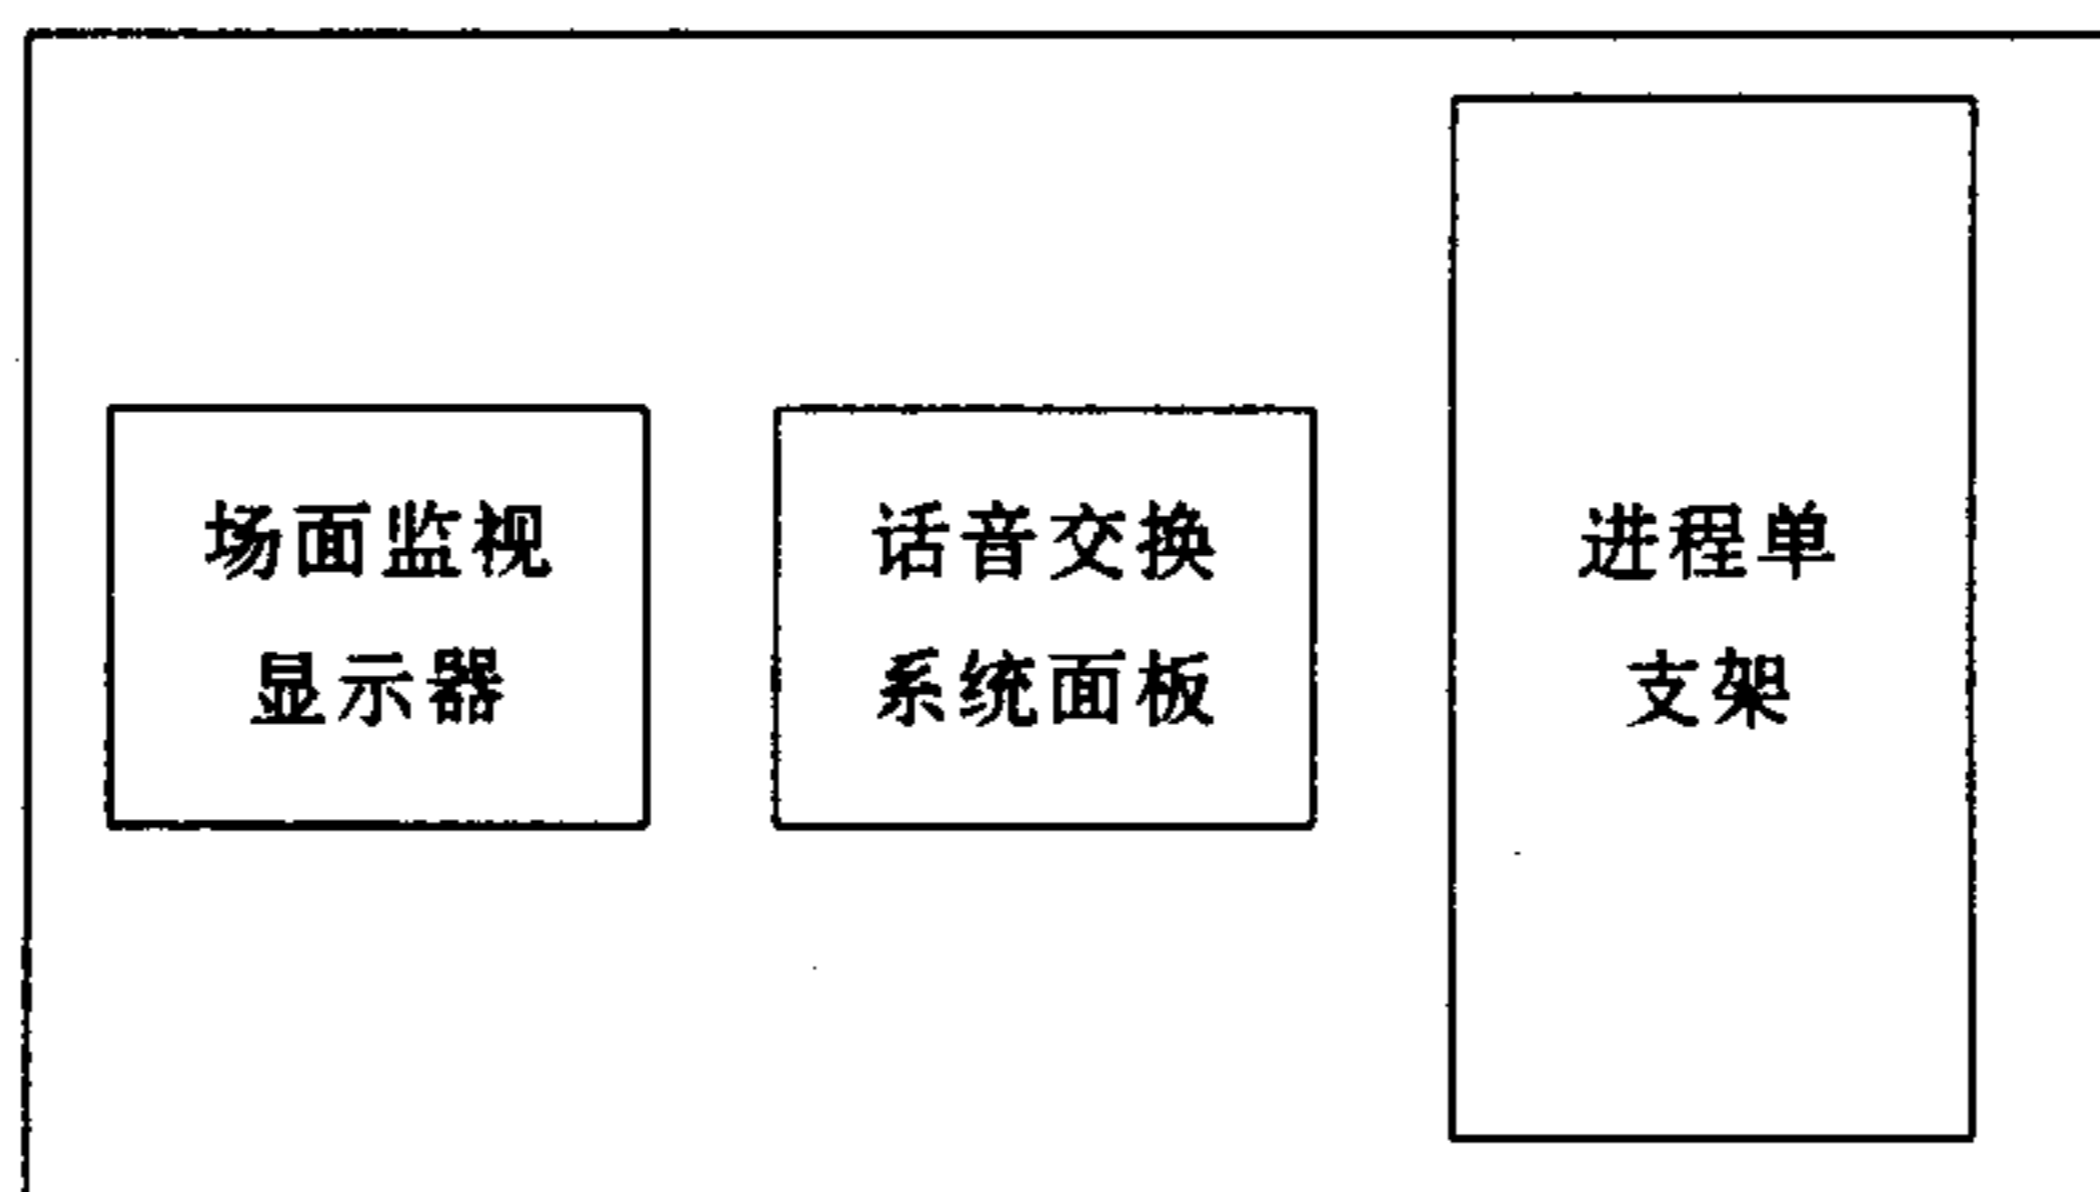 场面监视
显示器
话音交换
系统面板
进程单
支架